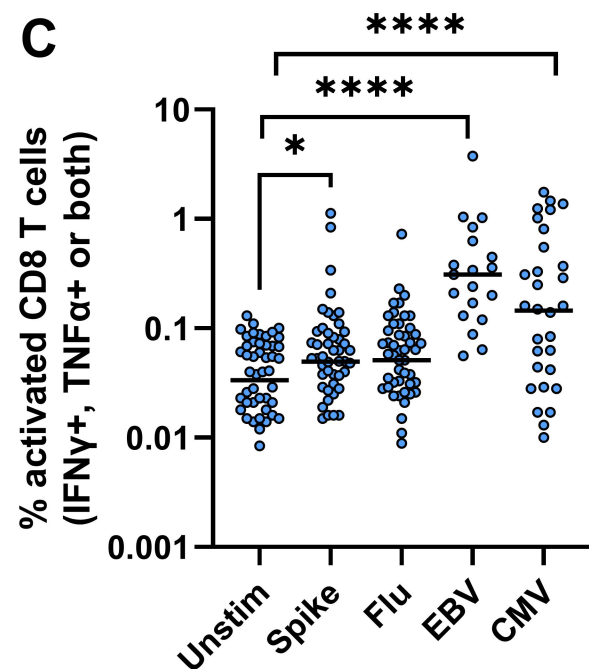 C
****
****
*
% activated CD8 T cells
(IFNγ+, TNFα+ or both)
10
1
0.1
0.01
0.001
Unstim
Spike
Flu
EBV
CMV